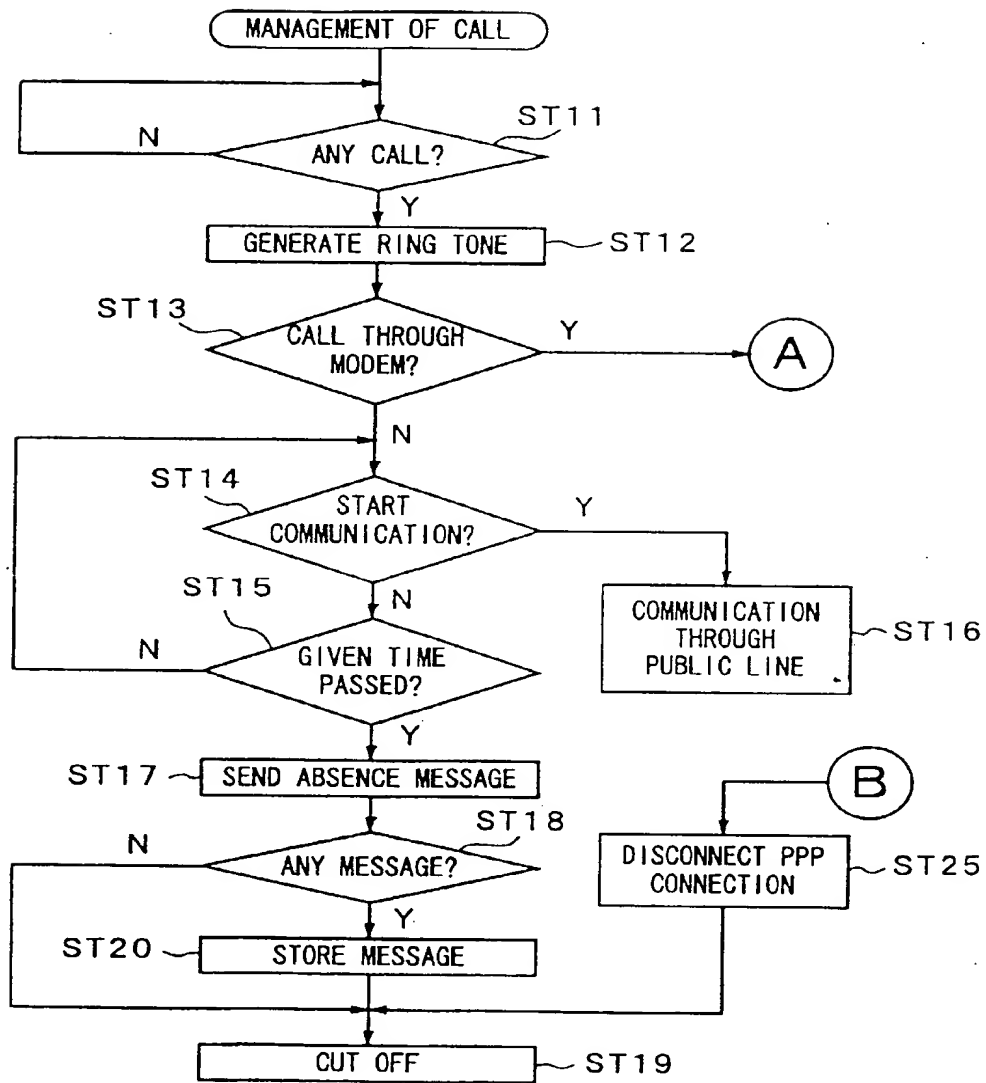 MANAGEMENT OF CALL
ST11
N
ANY CALL?
Y
GENERATE RING TONE
ST12
ST13
CALL THROUGH
MODEM?
Y
A
N
ST14
START
COMMUNICATION?
Y
ST15
N
COMMUNICATION
THROUGH
PUBLIC LINE
ST16
N
GIVEN TIME
PASSED?
Y
ST17
SEND ABSENCE MESSAGE
B
ST18
N
ANY MESSAGE?
DISCONNECT PPP
CONNECTION
ST25
Y
ST20
STORE MESSAGE
CUT OFF
ST19